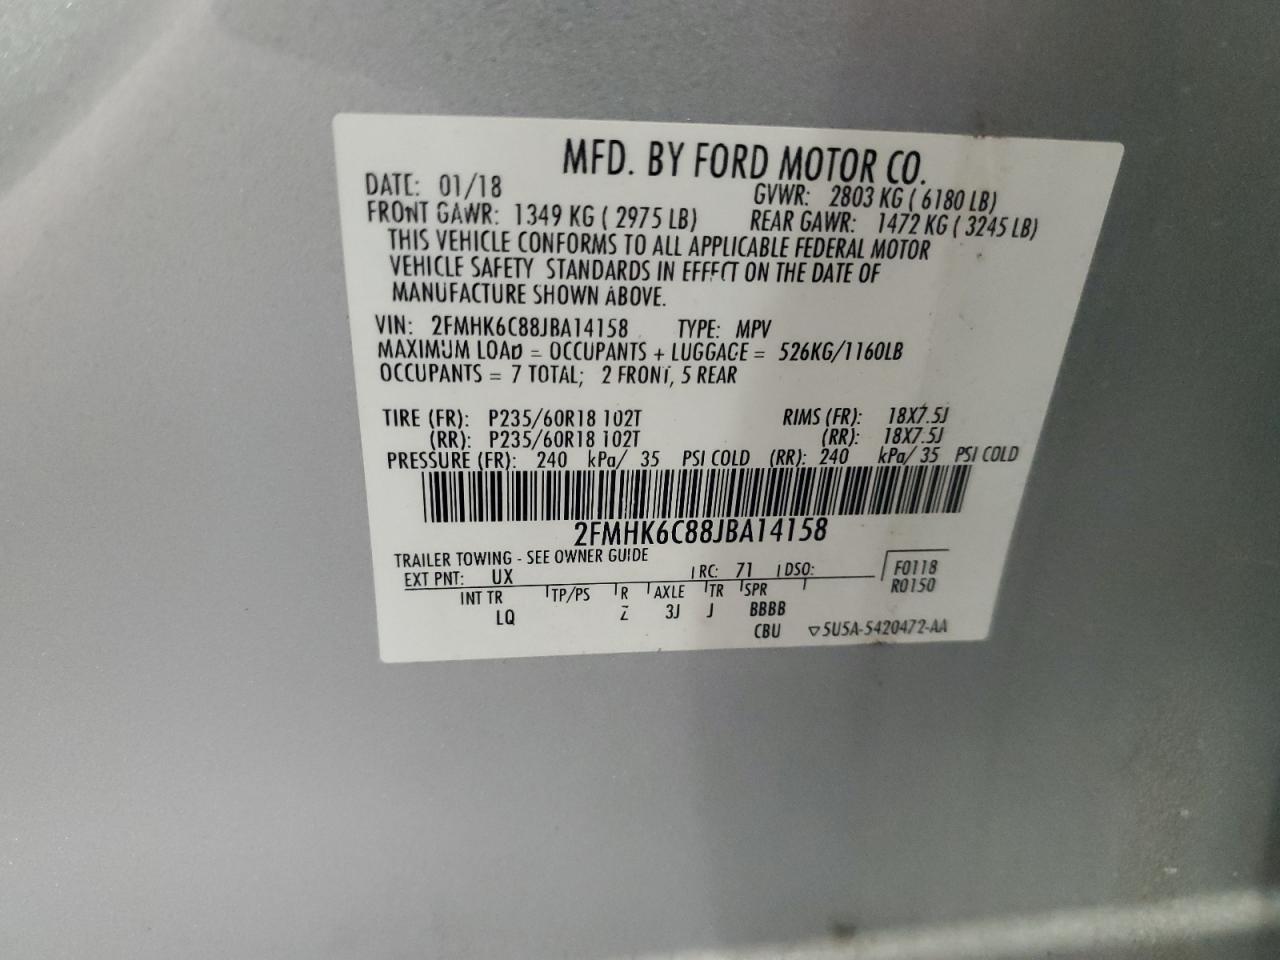 MFD. BY FORD MOTOR CO.
DATE: 01/18 GVWR: 2803 KG ( 6180 LB)
FRONT GAWR: 1349 KG ( 2975 LB) REAR GAWR: 1472 KG ( 3245 LB)
THIS VEHICLE CONFORMS TO ALL APPLICABLE FEDERAL MOTOR
VEHICLE SAFETY STANDARDS IN EFFECT ON THE DATE OF
MANUFACTURE SHOWN ABOVE.
VIN: 2FMHK6C88JBA14158 TYPE: MPV
MAXIMUM LOAD = OCCUPANTS + LUGGAGE = 526KG/1160LB
OCCUPANTS = 7 TOTAL; 2 FRONT, 5 REAR
TIRE (FR): P235/60R18 102T RIMS (FR): 18X7.5J
(RR): P235/60R18 102T (RR): 18X7.5J
PRESSURE (FR): 240 kPa/ 35 PSI COLD (RR): 240 kPa/ 35 PSI COLD
2FMHK6C88JBA14158
TRAILER TOWING - SEE OWNER GUIDE
EXT PNT: UX RC: 71 DSO: F0118
INT TR TP/PS R AXLE TR SPR R0150
LQ Z 3J J BBBB
CBU ▽5U5A-5420472-AA